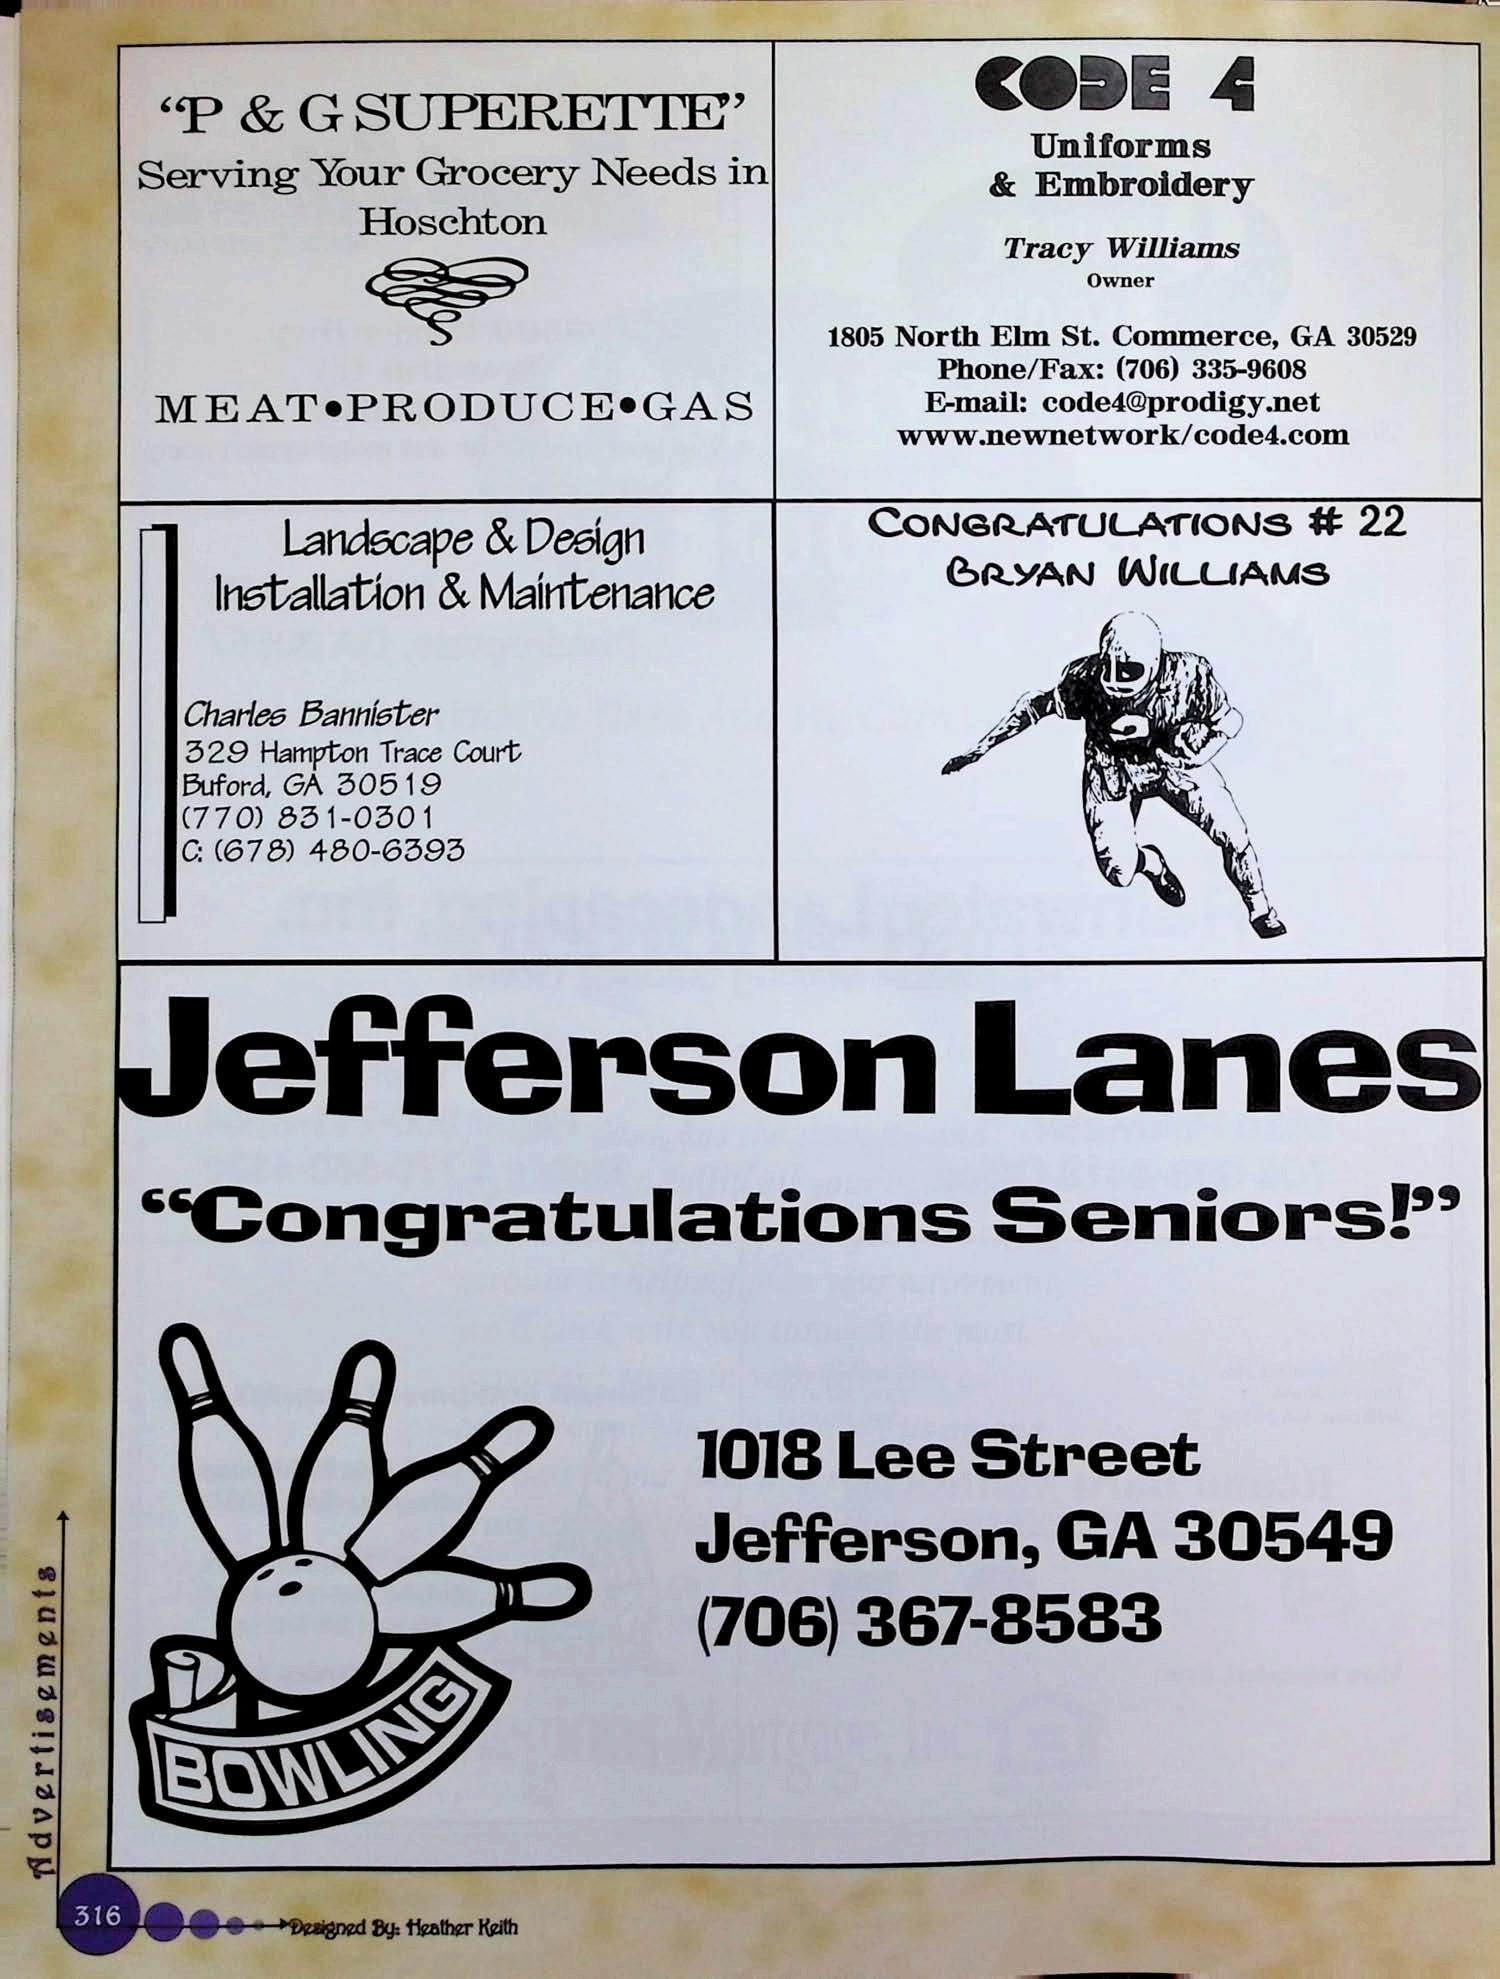 "P & G SUPERETTE"
Serving Your Grocery Needs in
Hoschton
MEAT•PRODUCE•GAS
CODE 4
Uniforms
& Embroidery
Tracy Williams
Owner
1805 North Elm St. Commerce, GA 30529
Phone/Fax: (706) 335-9608
E-mail: code4@prodigy.net
www.newnetwork/code4.com
Landscape & Design
Installation & Maintenance
Charles Bannister
329 Hampton Trace Court
Buford, GA 30519
(770) 831-0301
C: (678) 480-6393
CONGRATULATIONS # 22
BRYAN WILLIAMS
Jefferson Lanes
"Congratulations Seniors!"
1018 Lee Street
Jefferson, GA 30549
(706) 367-8583
BOWLING
Advertisements
316
Designed By: Heather Keith